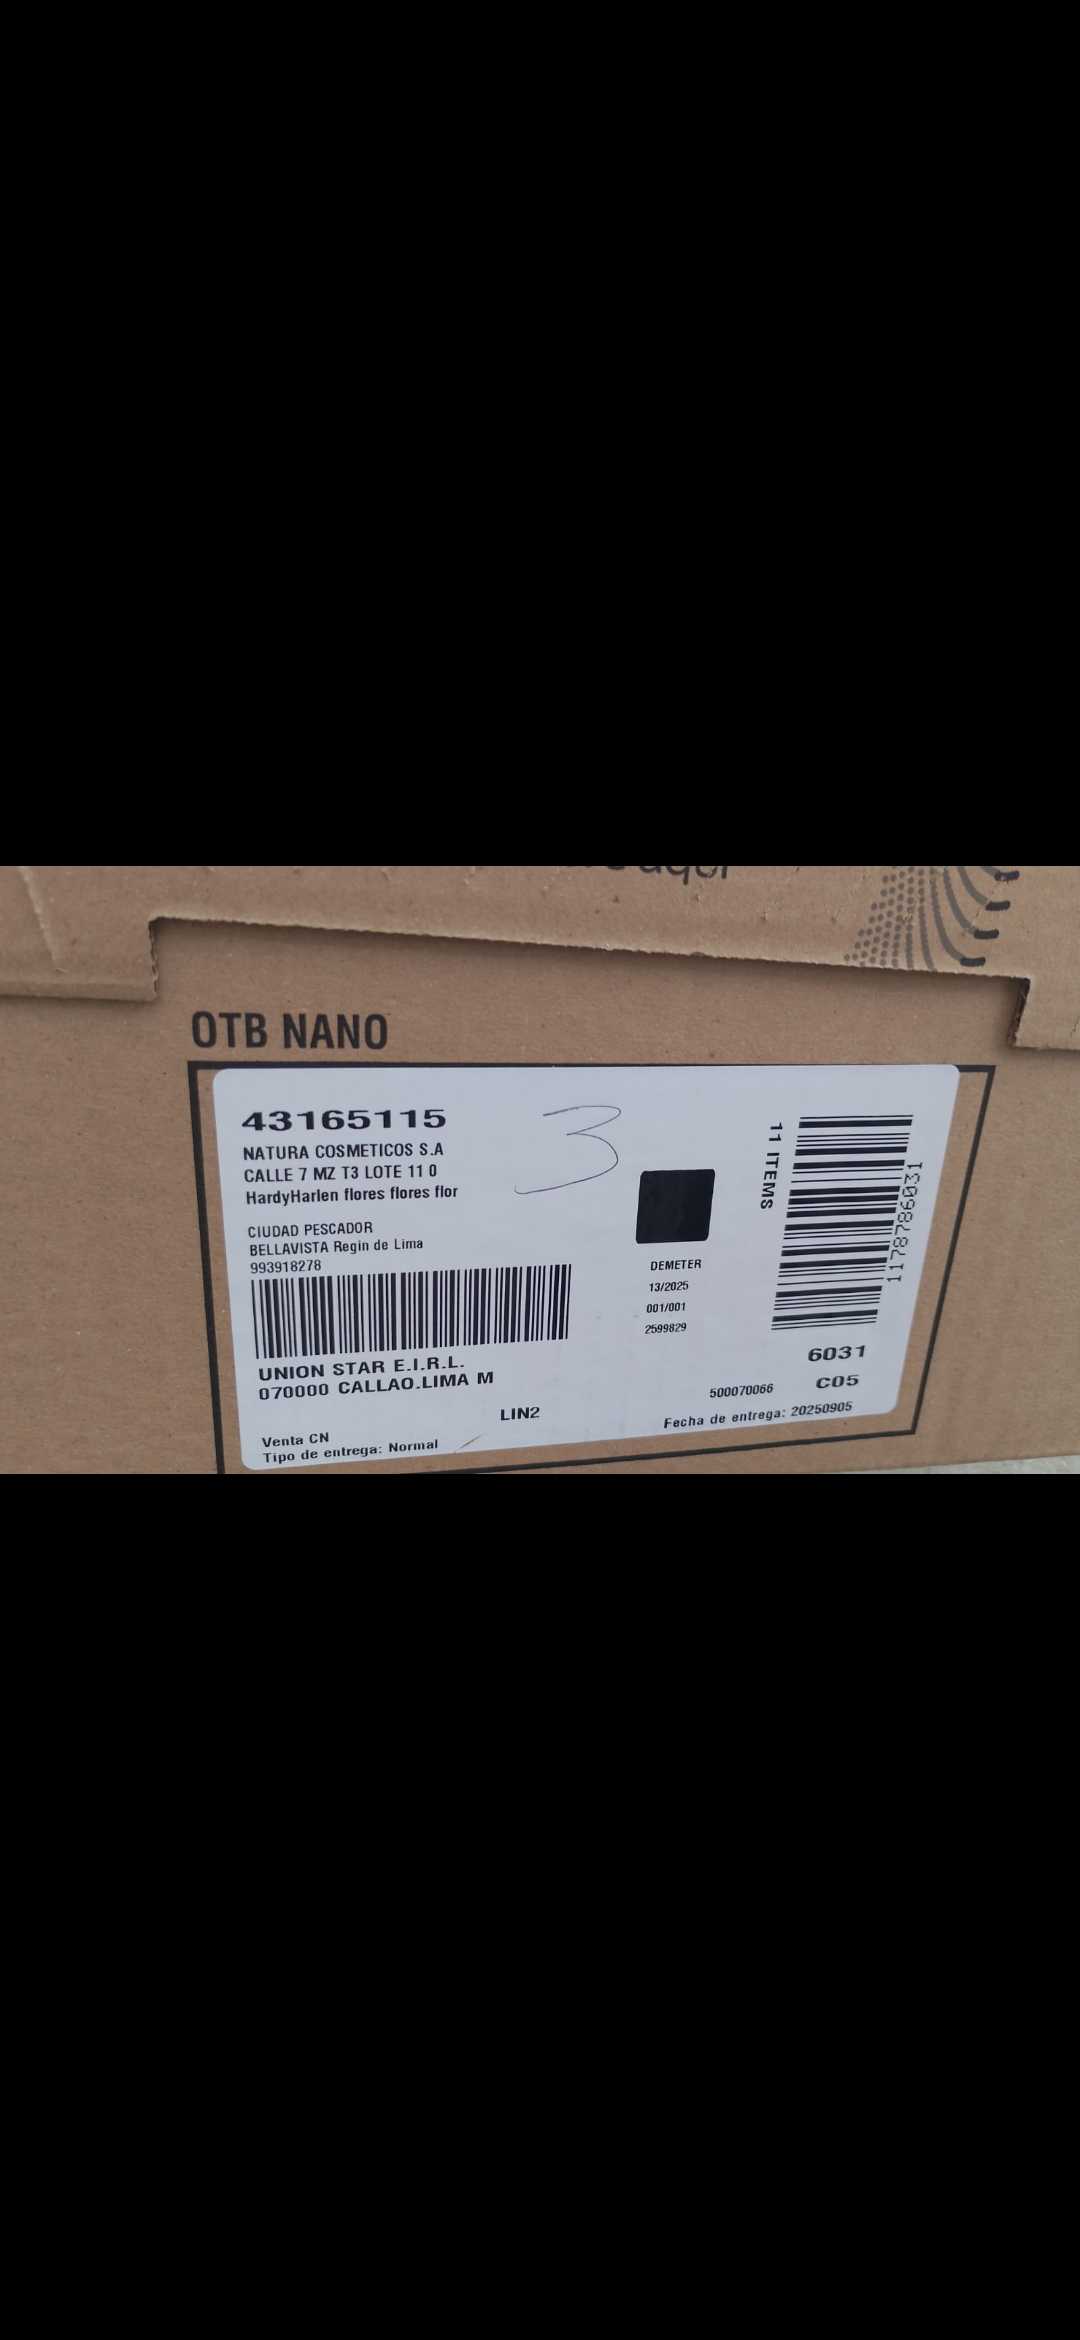 aquí
OTB NANO
43165115
NATURA COSMETICOS S.A
CALLE 7 MZ T3 LOTE 11 0
HardyHarlen flores flores flor
CIUDAD PESCADOR
BELLAVISTA Regin de Lima
993918278
UNION STAR E.I.R.L.
070000 CALLAO.LIMA M
LIN2
Venta CN
Tipo de entrega: Normal
3
DEMETER
13/2025
001/001
2599829
11 ITEMS
1178786031
6031
500070066 C05
Fecha de entrega: 20250905